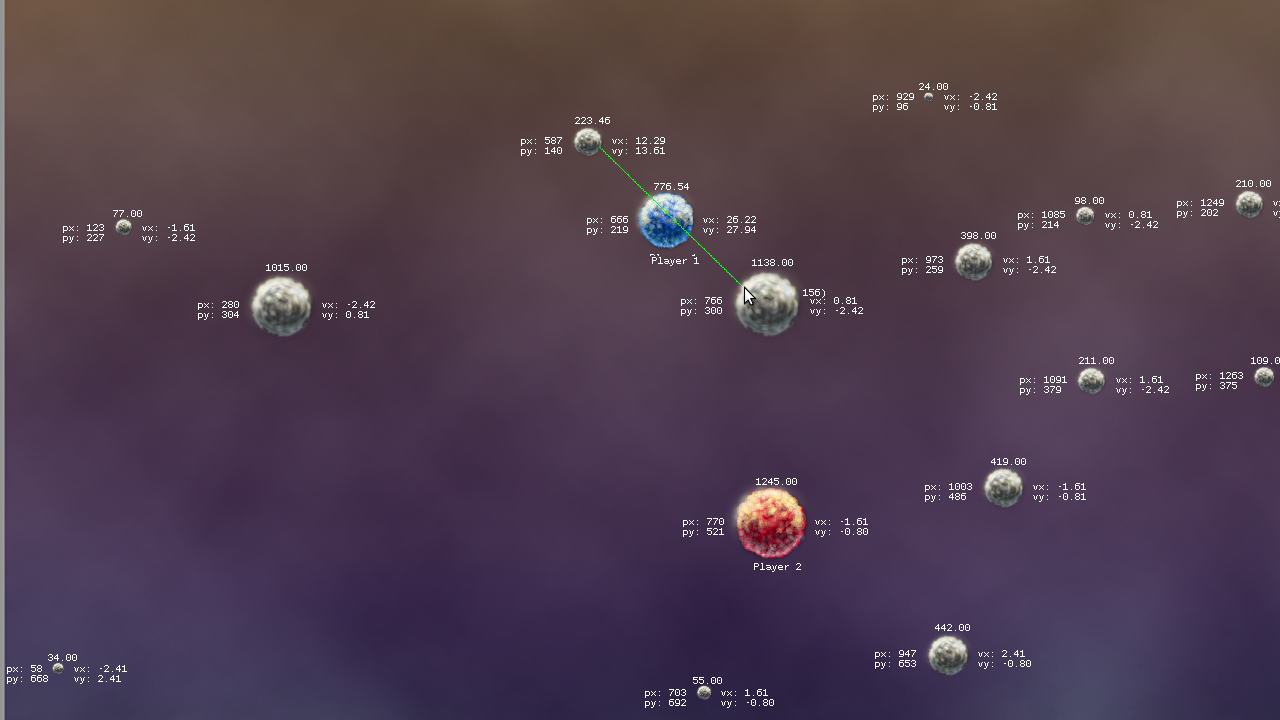 24.00
px: 929 vx: -2.42
py: 96 vy: -0.81
223.46
px: 587 vx: 12.29
py: 140 vy: 13.61
776.54
px: 666 vx: 26.22
py: 219 vy: 27.94
Player 1
77.00
px: 123 vx: -1.61
py: 227 vy: -2.42
210.00
px: 1249
py: 202
98.00
px: 1085 vx: 0.81
py: 214 vy: -2.42
398.00
px: 973 vx: 1.61
py: 259 vy: -2.42
1015.00
px: 280 vx: -2.42
py: 304 vy: 0.81
1138.00
156)
px: 766 vx: 0.81
py: 300 vy: -2.42
211.00
px: 1091 vx: 1.61
py: 379 vy: -2.42
109.0
px: 1263
py: 375
419.00
px: 1003 vx: -1.61
py: 486 vy: -0.81
1245.00
px: 770 vx: -1.61
py: 521 vy: -0.80
Player 2
442.00
px: 947 vx: 2.41
py: 653 vy: -0.80
34.00
px: 58 vx: -2.41
py: 668 vy: 2.41
55.00
px: 703 vx: 1.61
py: 692 vy: -0.80